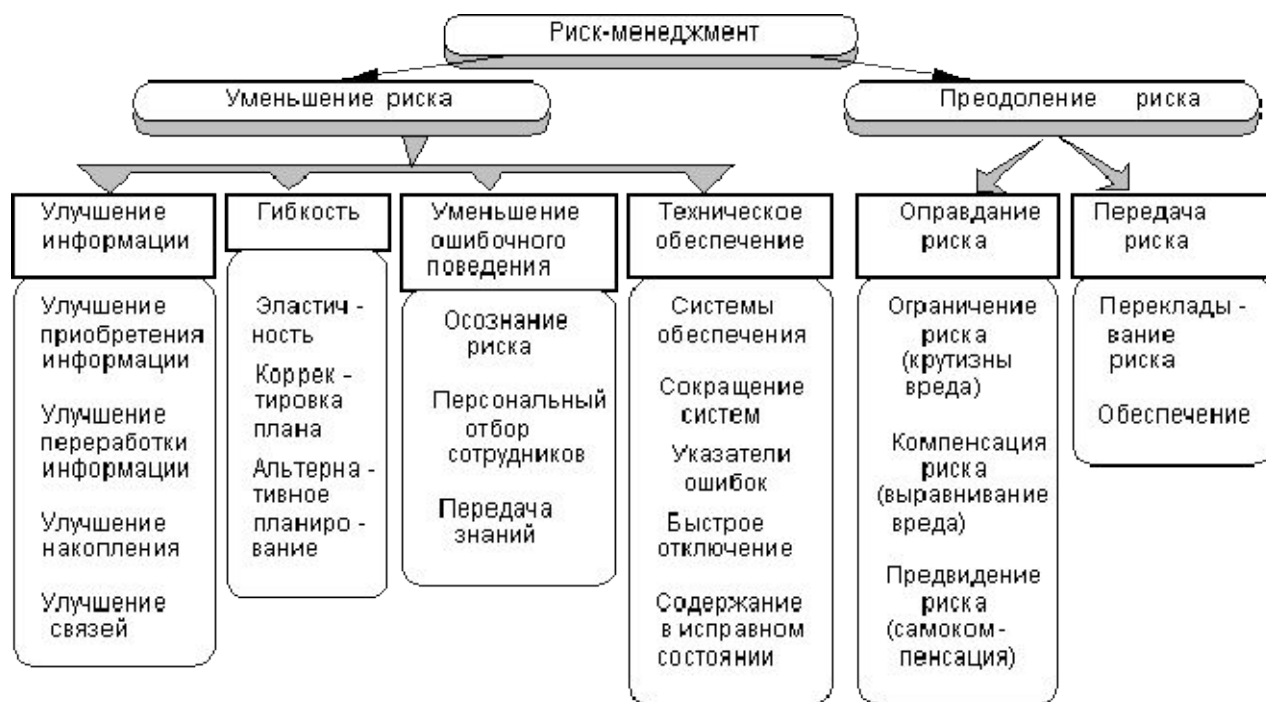 Риск-менеджмент
Уменьшение риска
Преодоление риска
Улучшение
информации
Улучшение
приобретения
информации
Улучшение
переработки
информации
Улучшение
накопления
Улучшение
связей
Гибкость
Эластич -
ность
Коррек -
тировка
плана
Альтерна -
тивное
планиро -
вание
Уменьшение
ошибочного
поведения
Осознание
риска
Персональный
отбор
сотрудников
Передача
знаний
Техническое
обеспечение
Системы
обеспечения
Сокращение
систем
Указатели
ошибок
Быстрое
отключение
Содержание
в исправном
состоянии
Оправдание
риска
Ограничение
риска
(крутизны
вреда)
Компенсация
риска
(выравнивание
вреда)
Предвидение
риска
(самоком -
пенсация)
Передача
риска
Перекладьı -
вание
риска
Обеспечение